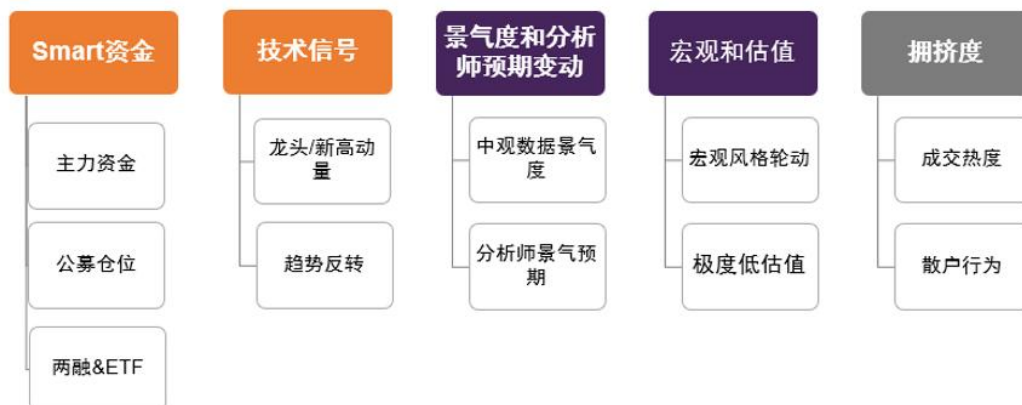 Smart资金
主力资金
公募仓位
两融&ETF
技术信号
龙头/新高动
量
趋势反转
景气度和分析
师预期变动
中观数据景气
度
分析师景气预
期
宏观和估值
宏观风格轮动
极度低估值
拥挤度
成交热度
散户行为